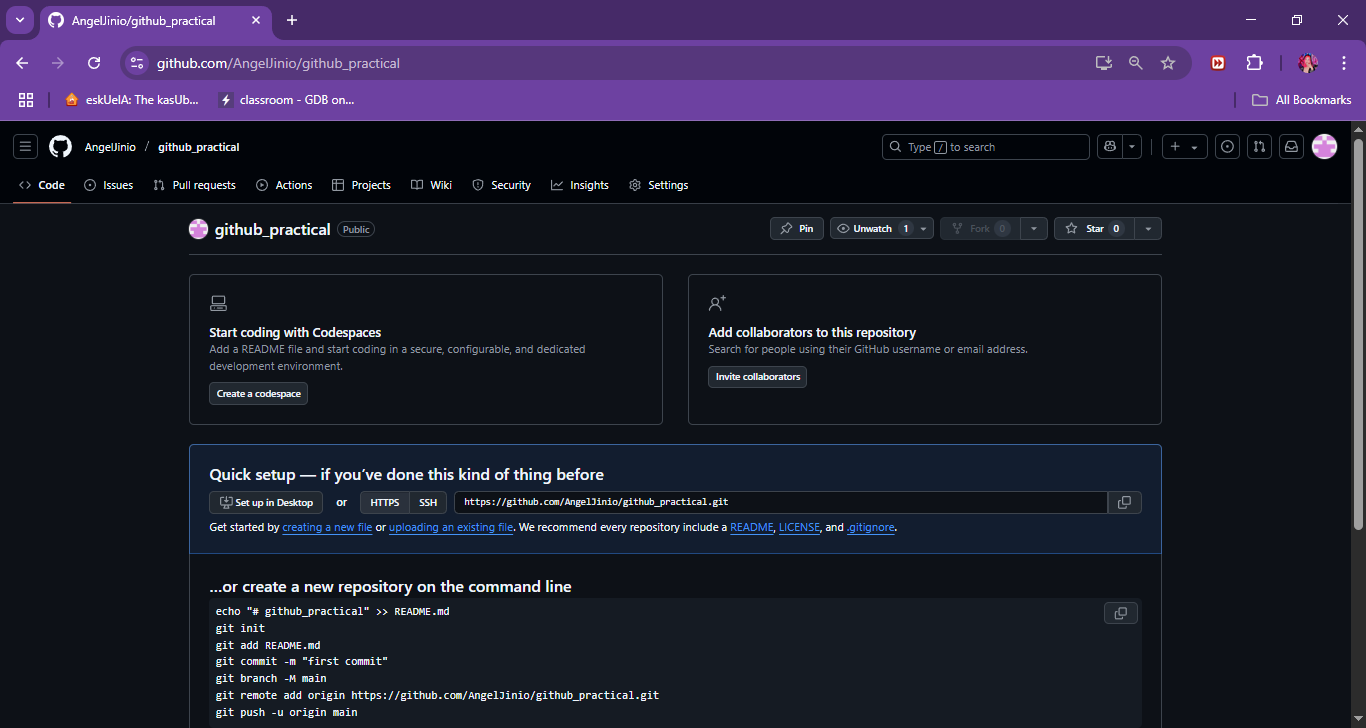 AngelJinio/github_practical
github.com/AngelJinio/github_practical
eskUelA: The kasUb...
classroom - GDB on...
All Bookmarks
AngelJinio / github_practical
Type / to search
Code
Issues
Pull requests
Actions
Projects
Wiki
Security
Insights
Settings
github_practical Public
Pin
Unwatch 1
Fork 0
Star 0
Start coding with Codespaces
Add a README file and start coding in a secure, configurable, and dedicated
development environment.
Create a codespace
Add collaborators to this repository
Search for people using their GitHub username or email address.
Invite collaborators
Quick setup — if you've done this kind of thing before
Set up in Desktop or HTTPS SSH https://github.com/AngelJinio/github_practical.git
Get started by creating a new file or uploading an existing file. We recommend every repository include a README, LICENSE, and .gitignore.
...or create a new repository on the command line
echo "# github_practical" >> README.md
git init
git add README.md
git commit -m "first commit"
git branch -M main
git remote add origin https://github.com/AngelJinio/github_practical.git
git push -u origin main